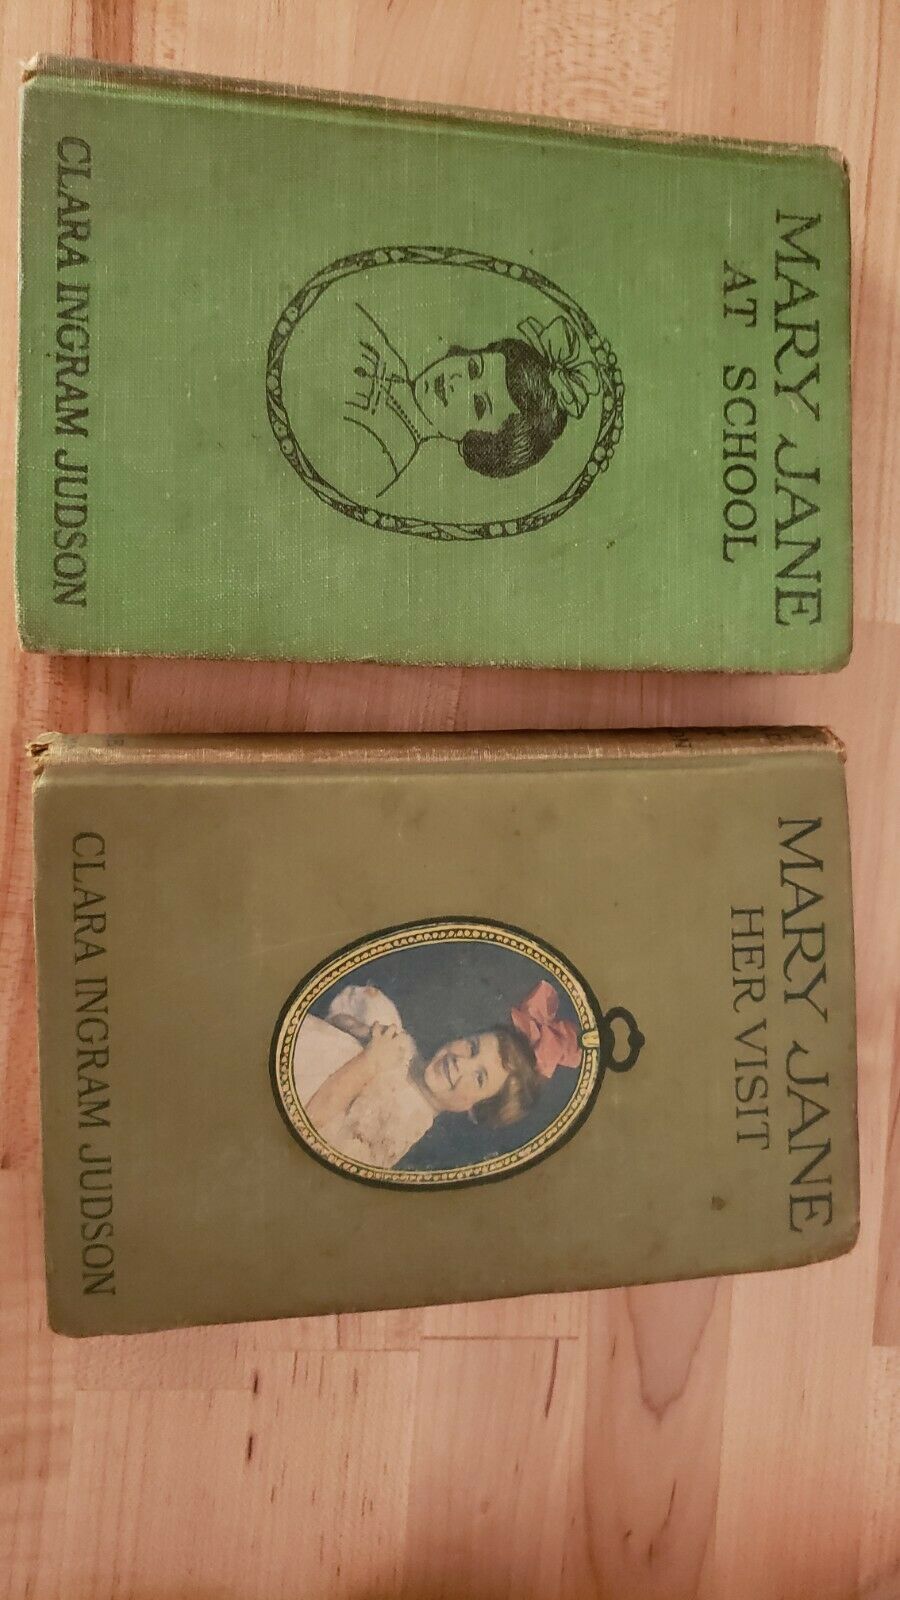 MARY JANE
AT SCHOOL
CLARA INGRAM JUDSON
MARY JANE
HER VISIT
CLARA INGRAM JUDSON